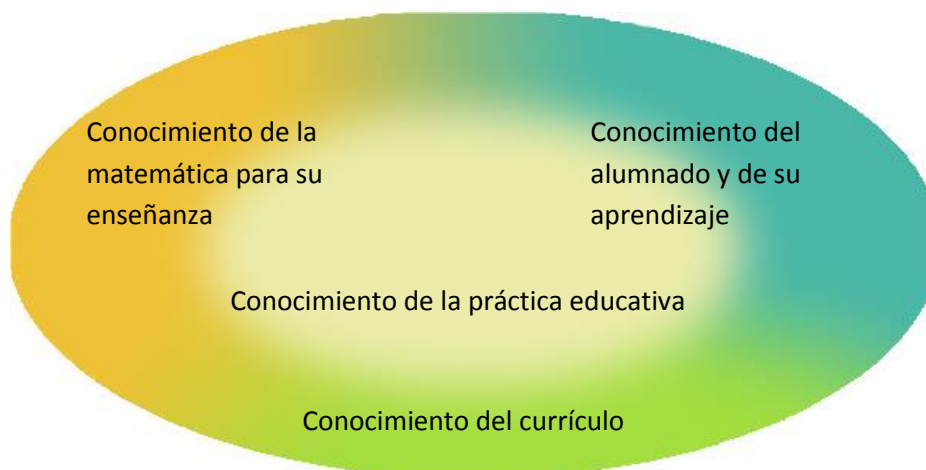 Conocimiento de la
matemática para su
enseñanza
Conocimiento del
alumnado y de su
aprendizaje
Conocimiento de la práctica educativa
Conocimiento del currículo